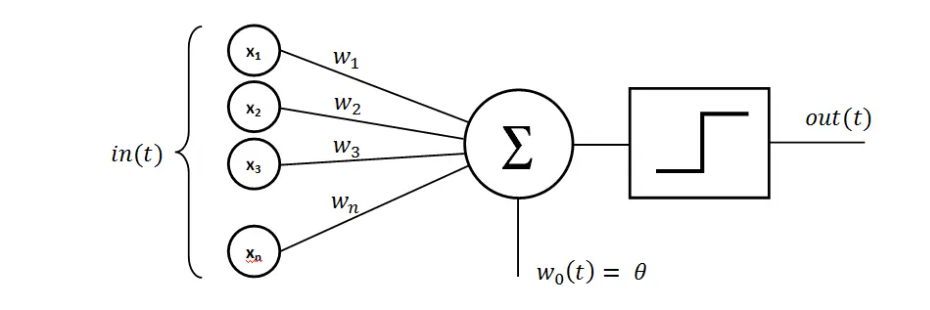 x₁
w₁
x₂
w₂
x₃
w₃
xₙ
wₙ
in(t)
Σ
out(t)
w₀(t) = θ